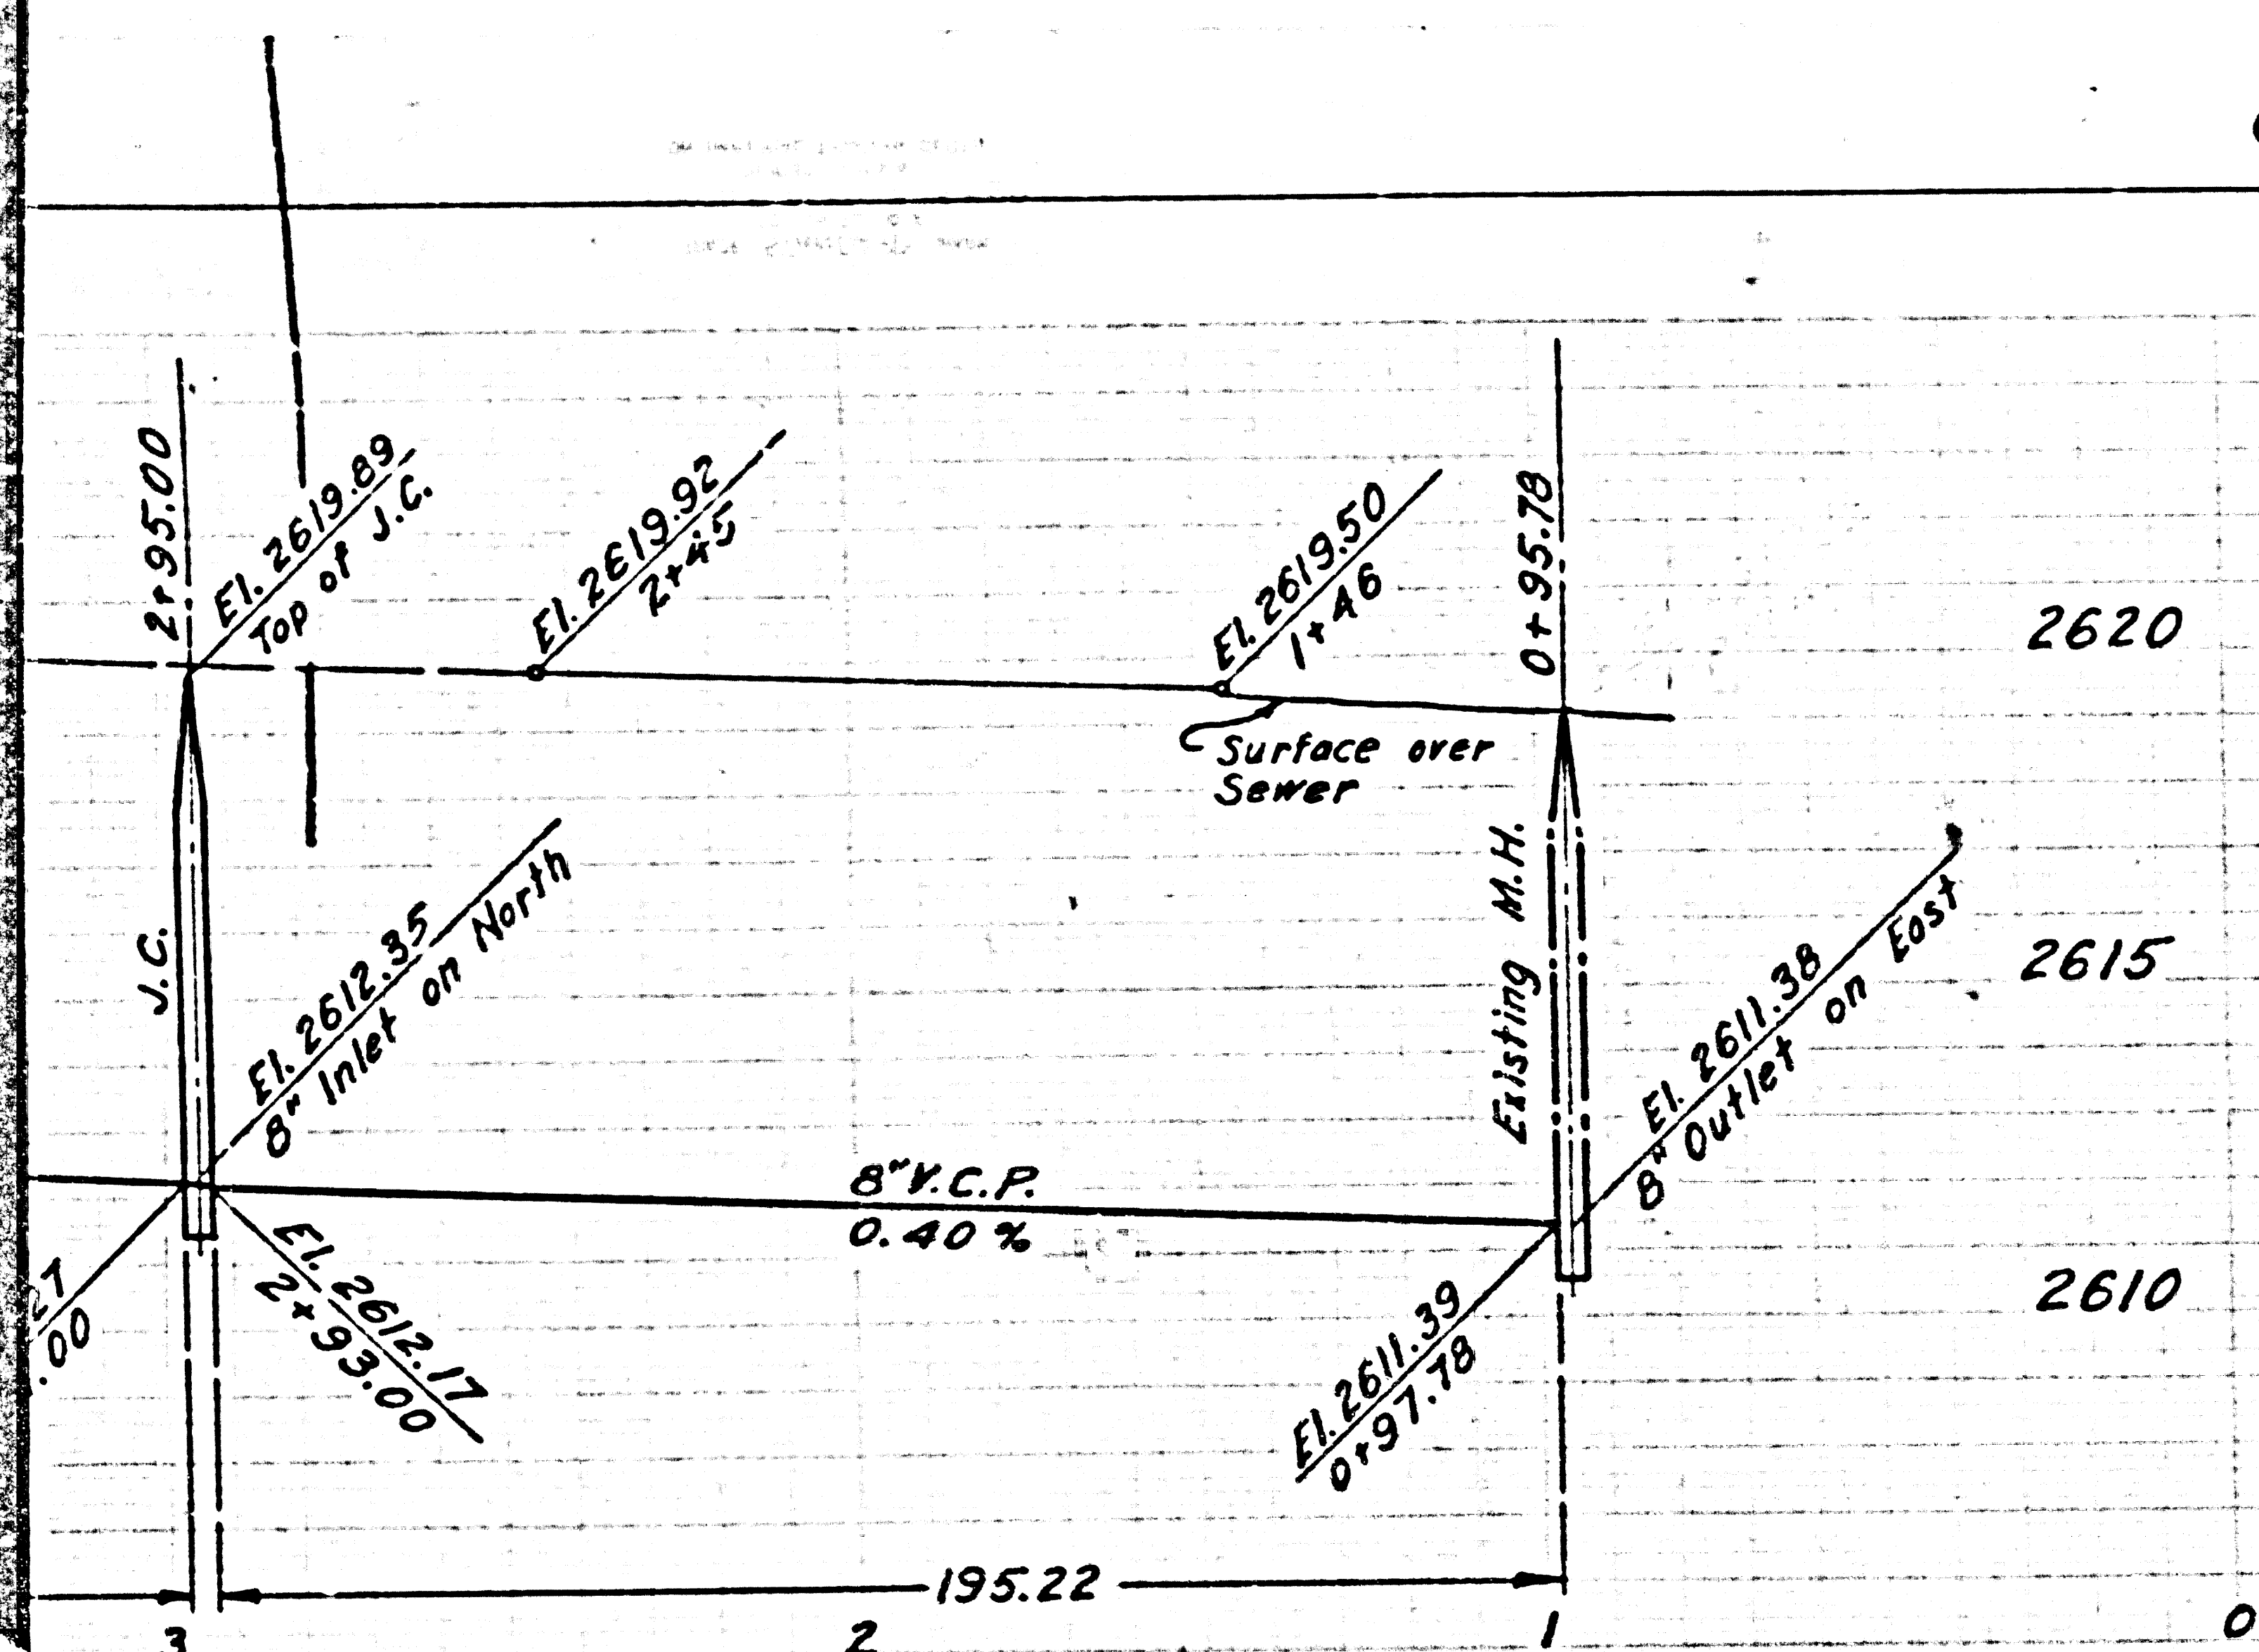 2+95.00
El. 2619.89
Top of J.C.
El. 2619.92
2+45
El. 2619.50
1+46
0+95.78
2620
Surface over
Sewer
J.C.
El. 2612.35
8" Inlet on North
Existing M.H.
El. 2611.38
8" Outlet on East
2615
8" V.C.P.
0.40 %
27
.00
El. 2612.17
2+93.00
El. 2611.39
0+97.78
2610
195.22
3 2 1 0